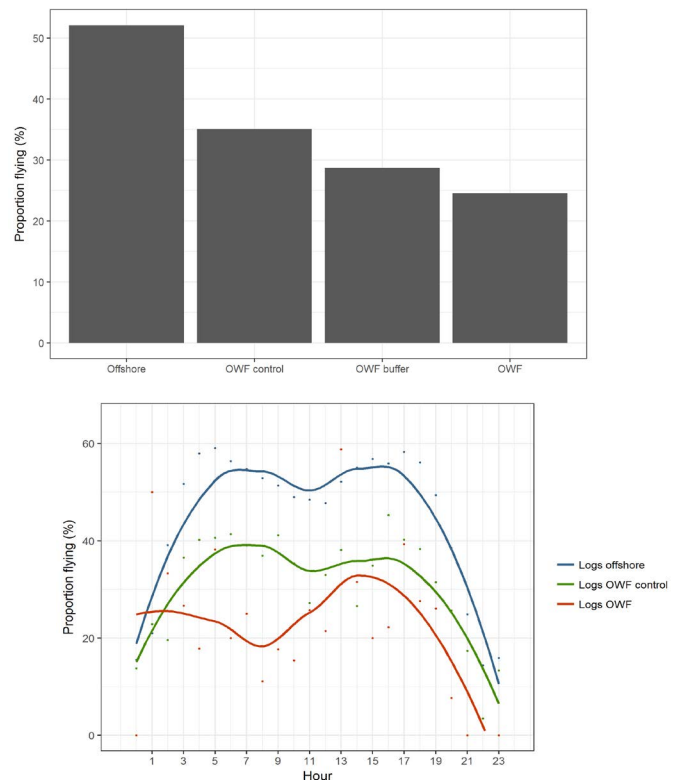 Proportion flying (%)
50
40
30
20
10
0
Offshore OWF control OWF buffer OWF
Proportion flying (%)
60
40
20
0
Logs offshore
Logs OWF control
Logs OWF
1 3 5 7 9 11 13 15 17 19 21 23
Hour